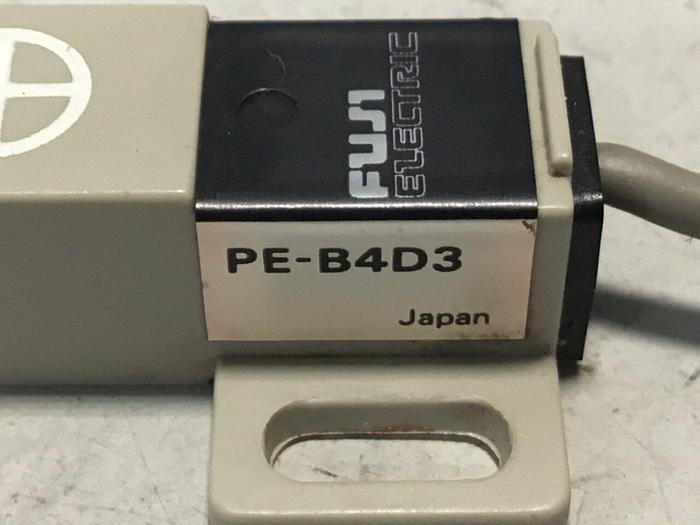 FUJI
ELECTRIC
PE-B4D3
Japan